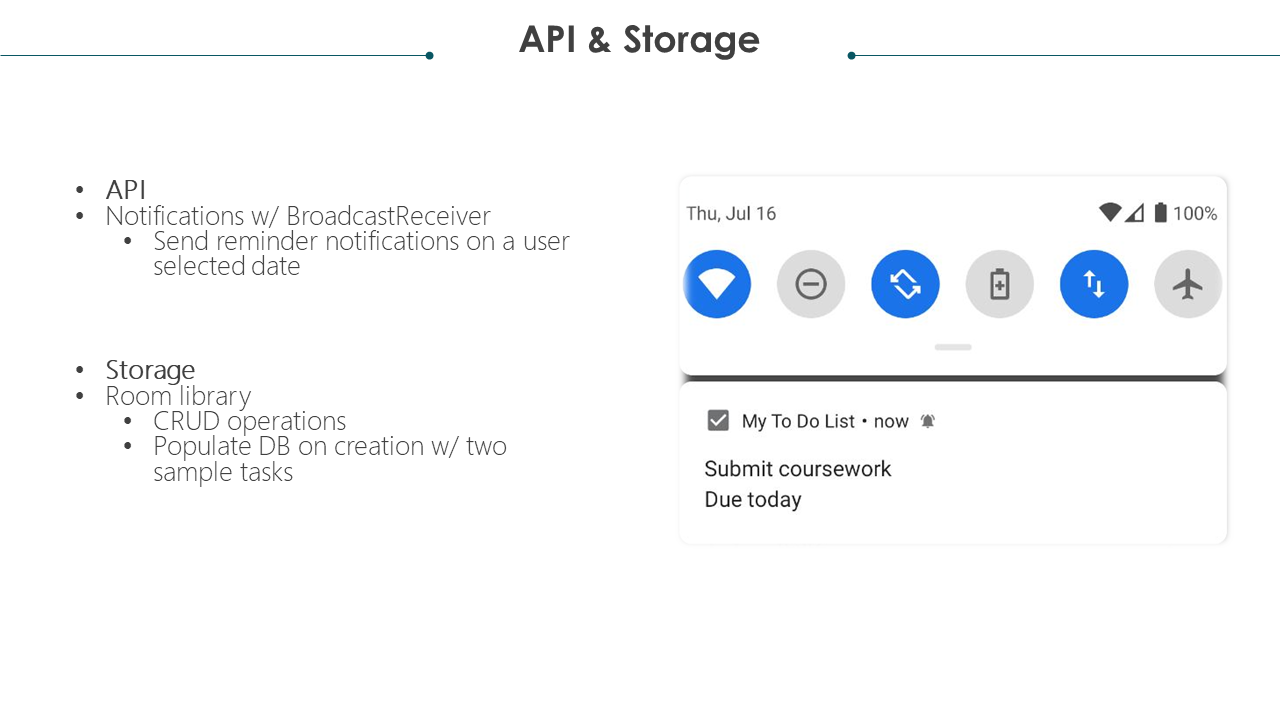 API & Storage
• API
• Notifications w/ BroadcastReceiver
• Send reminder notifications on a user
selected date
• Storage
• Room library
• CRUD operations
• Populate DB on creation w/ two
sample tasks
Thu, Jul 16 100%
My To Do List • now
Submit coursework
Due today